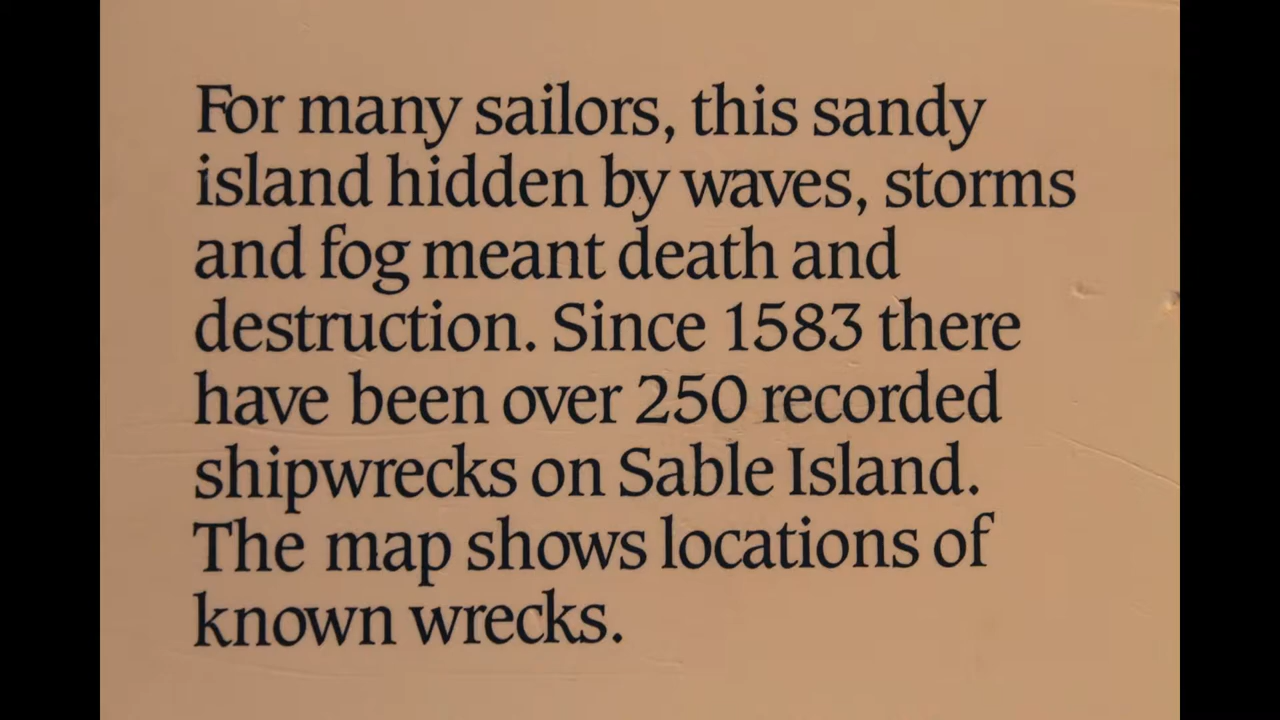 For many sailors, this sandy
island hidden by waves, storms
and fog meant death and
destruction. Since 1583 there
have been over 250 recorded
shipwrecks on Sable Island.
The map shows locations of
known wrecks.